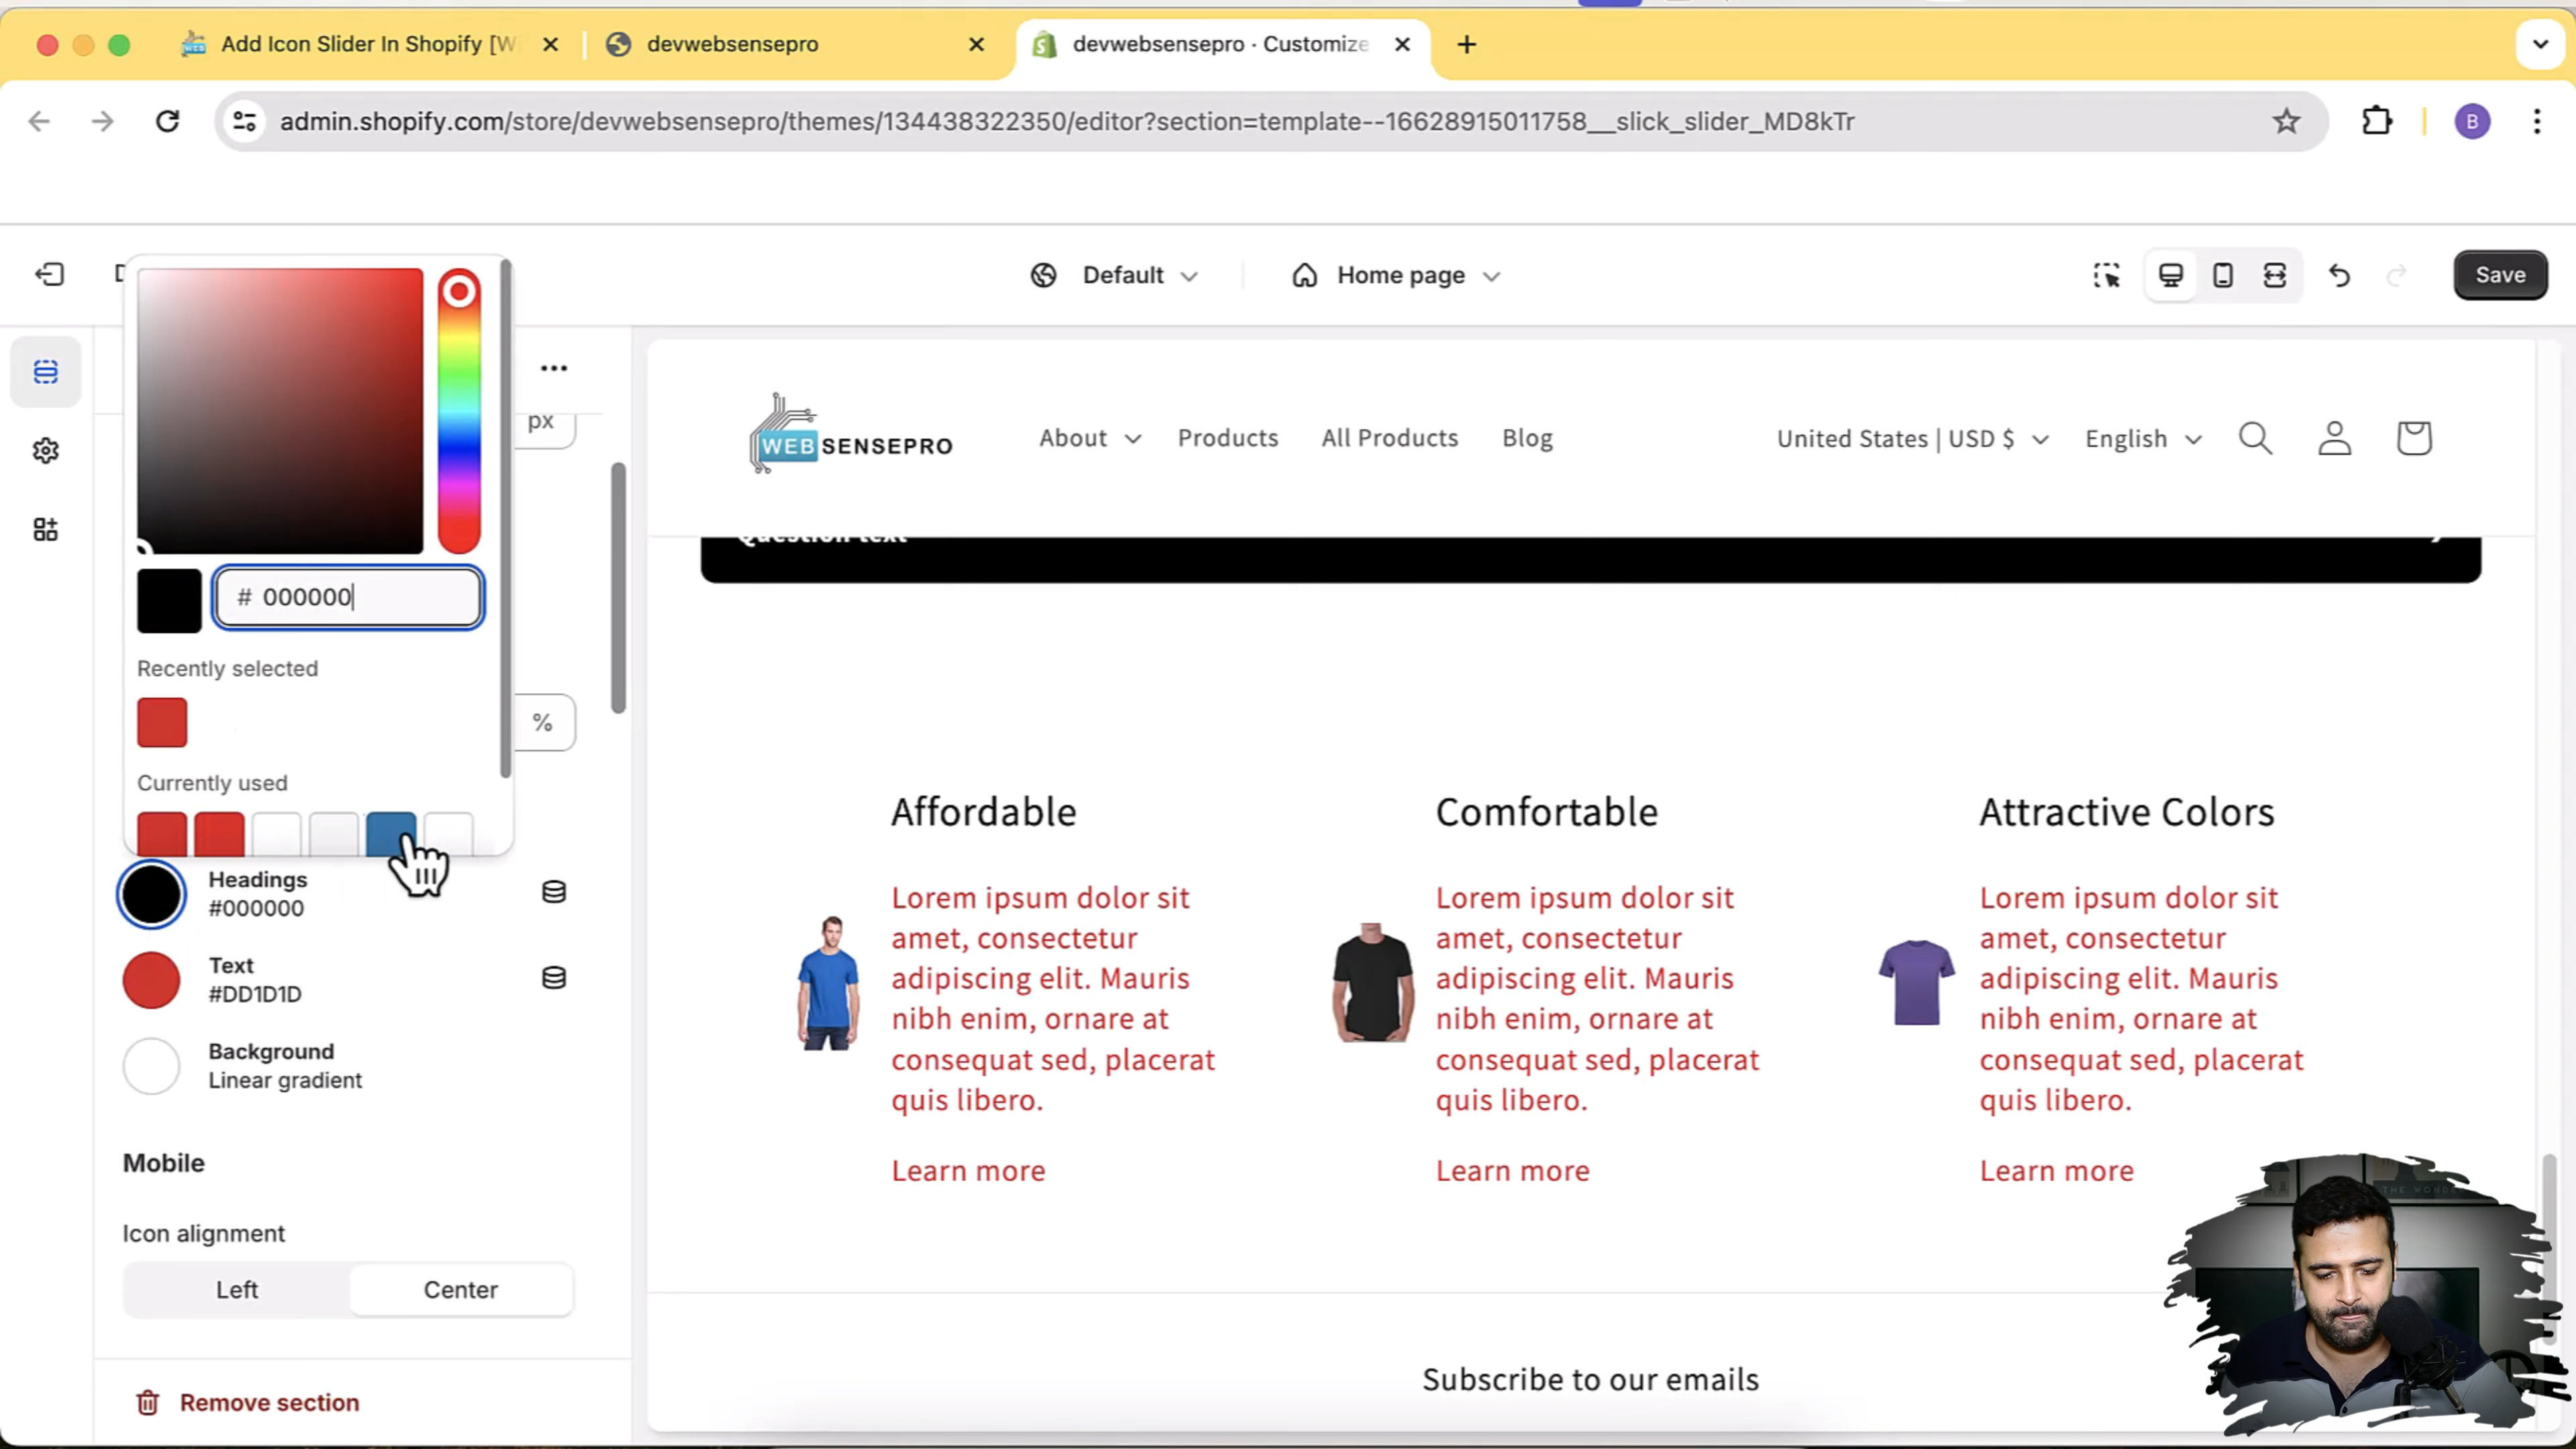 Add Icon Slider In Shopify [Wi
devwebsensepro
devwebsensepro · Customize
admin.shopify.com/store/devwebsensepro/themes/134438322350/editor?section=template--16628915011758__slick_slider_MD8kTr
B
Default
Home page
Save
px
# 000000
Recently selected
%
Currently used
Headings
#000000
Text
#DD1D1D
Background
Linear gradient
Mobile
Icon alignment
Left
Center
Remove section
WEB SENSEPRO
About
Products
All Products
Blog
United States | USD $
English
Question text
Affordable
Lorem ipsum dolor sit
amet, consectetur
adipiscing elit. Mauris
nibh enim, ornare at
consequat sed, placerat
quis libero.
Learn more
Comfortable
Lorem ipsum dolor sit
amet, consectetur
adipiscing elit. Mauris
nibh enim, ornare at
consequat sed, placerat
quis libero.
Learn more
Attractive Colors
Lorem ipsum dolor sit
amet, consectetur
adipiscing elit. Mauris
nibh enim, ornare at
consequat sed, placerat
quis libero.
Learn more
Subscribe to our emails